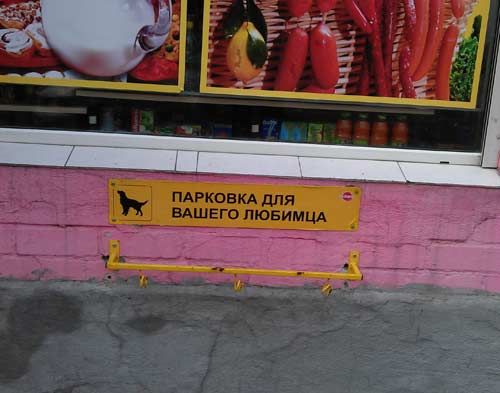 ПАРКОВКА ДЛЯ
ВАШЕГО ЛЮБИМЦА